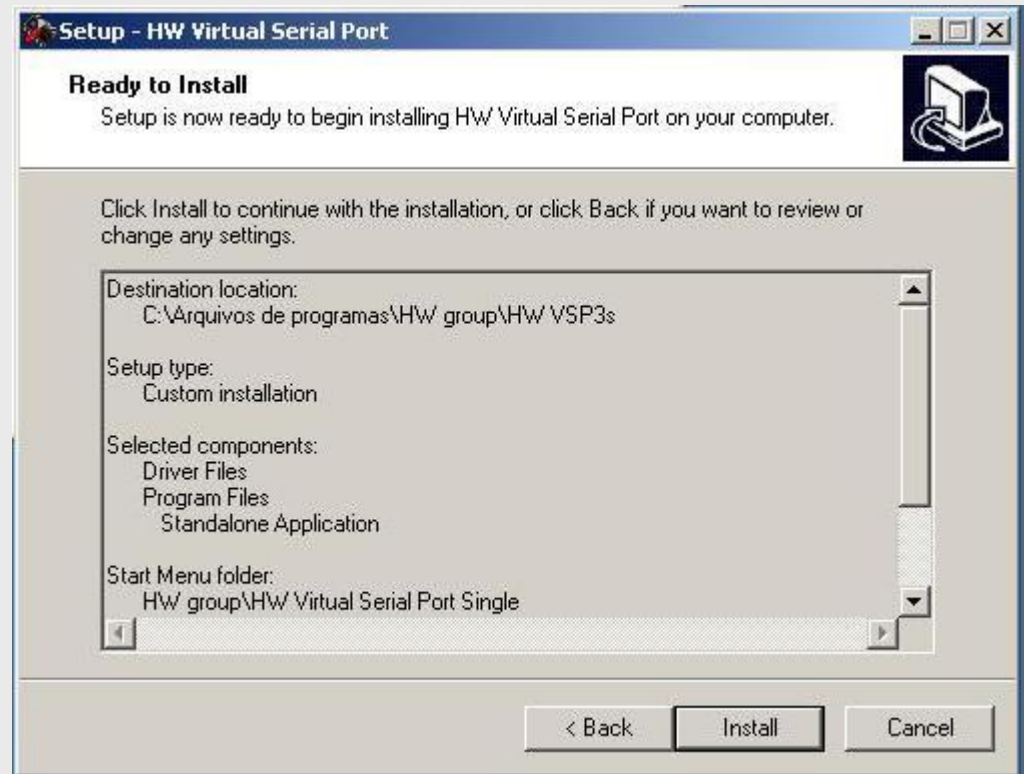 Setup - HW Virtual Serial Port
Ready to Install
Setup is now ready to begin installing HW Virtual Serial Port on your computer.
Click Install to continue with the installation, or click Back if you want to review or
change any settings.
Destination location:
C:\Arquivos de programas\HW group\HW VSP3s
Setup type:
Custom installation
Selected components:
Driver Files
Program Files
Standalone Application
Start Menu folder:
HW group\HW Virtual Serial Port Single
< Back Install Cancel